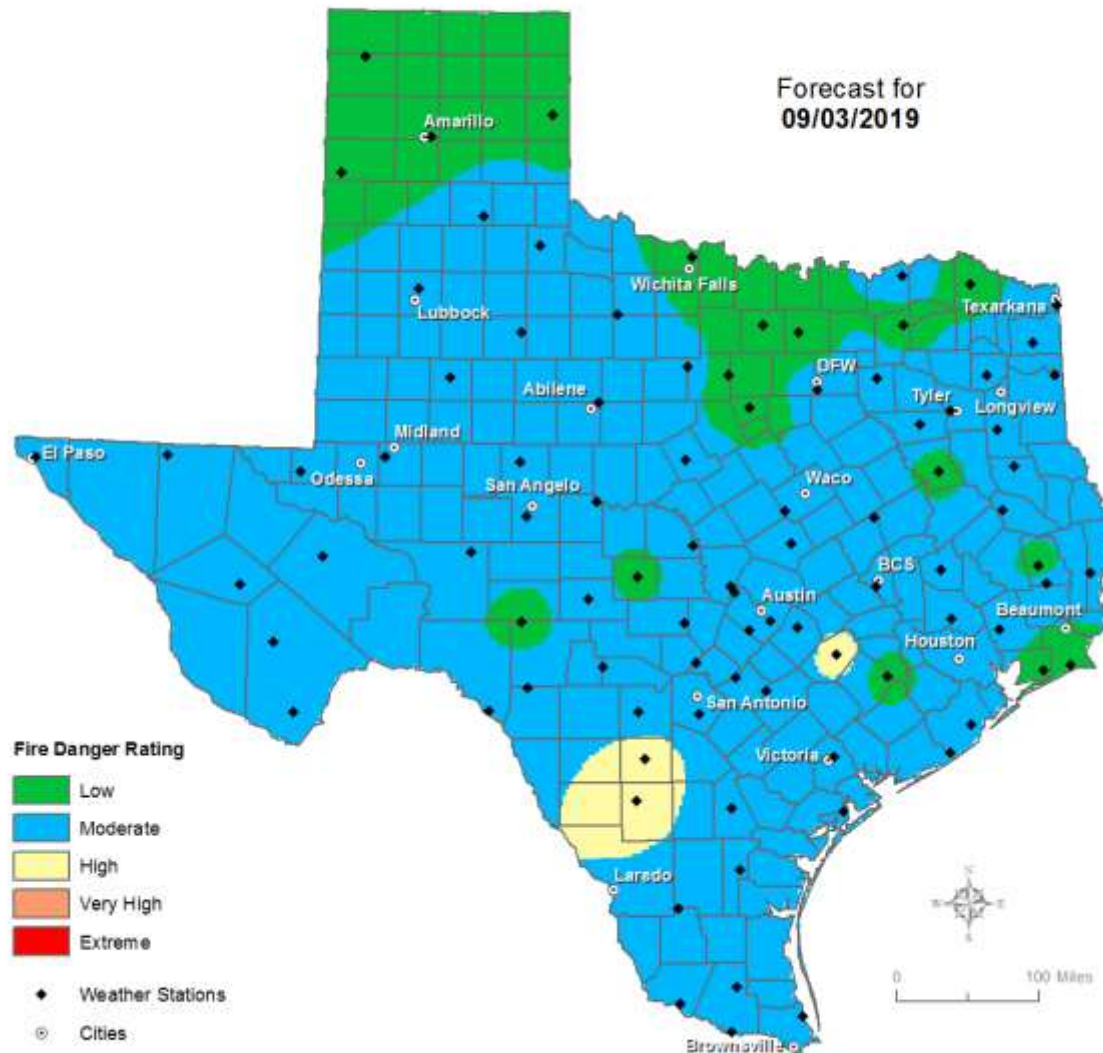 Forecast for
09/03/2019
Amarillo
Wichita Falls
Texarkana
Lubbock
DFW
Abilene
Tyler
Longview
Midland
El Paso
Odessa
San Angelo
Waco
BCS
Austin
Beaumont
Houston
San Antonio
Victoria
Laredo
Brownsville
Fire Danger Rating
Low
Moderate
High
Very High
Extreme
Weather Stations
Cities
N
W E
S
0 100 Miles